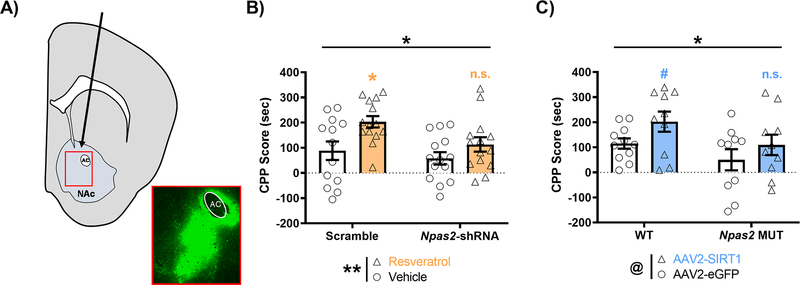 A)
AC
NAc
AC
B)
*
CPP Score (sec)
400
300
200
100
0
-100
-200
*
n.s.
Scramble
Npas2-shRNA
** Resveratrol
Vehicle
C)
*
CPP Score (sec)
400
300
200
100
0
-100
-200
#
n.s.
WT
Npas2 MUT
@ AAV2-SIRT1
AAV2-eGFP